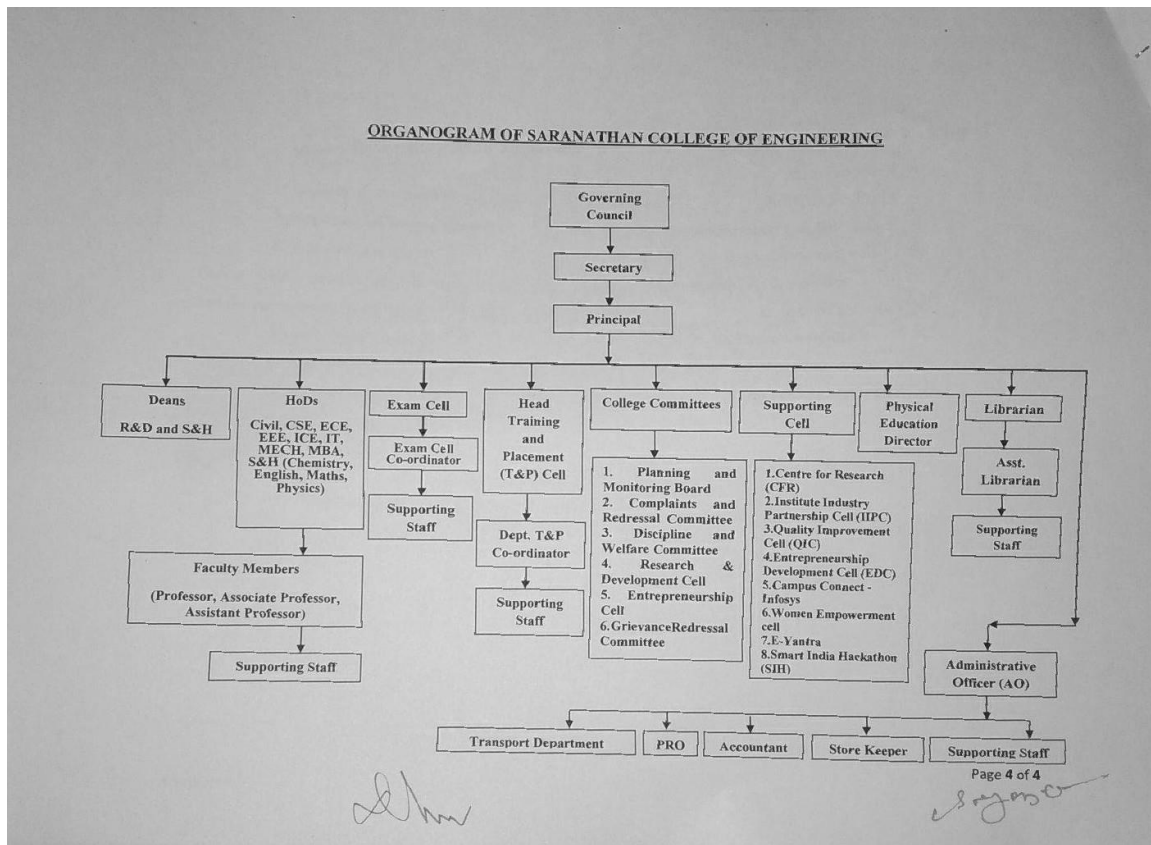 ORGANOGRAM OF SARANATHAN COLLEGE OF ENGINEERING
Governing
Council
Secretary
Principal
Deans
R&D and S&H
HoDs
Civil, CSE, ECE,
EEE, ICE, IT,
MECH, MBA,
S&H (Chemistry,
English, Maths,
Physics)
Faculty Members
(Professor, Associate Professor,
Assistant Professor)
Supporting Staff
Exam Cell
Exam Cell
Co-ordinator
Supporting
Staff
Head
Training
and
Placement
(T&P) Cell
Dept. T&P
Co-ordinator
Supporting
Staff
College Committees
1. Planning and
Monitoring Board
2. Complaints and
Redressal Committee
3. Discipline and
Welfare Committee
4. Research &
Development Cell
5. Entrepreneurship
Cell
6.GrievanceRedressal
Committee
Supporting
Cell
1.Centre for Research
(CFR)
2.Institute Industry
Partnership Cell (IIPC)
3.Quality Improvement
Cell (QIC)
4.Entrepreneurship
Development Cell (EDC)
5.Campus Connect -
Infosys
6.Women Empowerment
cell
7.E-Yantra
8.Smart India Hackathon
(SIH)
Physical
Education
Director
Librarian
Asst.
Librarian
Supporting
Staff
Administrative
Officer (AO)
Transport Department
PRO
Accountant
Store Keeper
Supporting Staff
Page 4 of 4